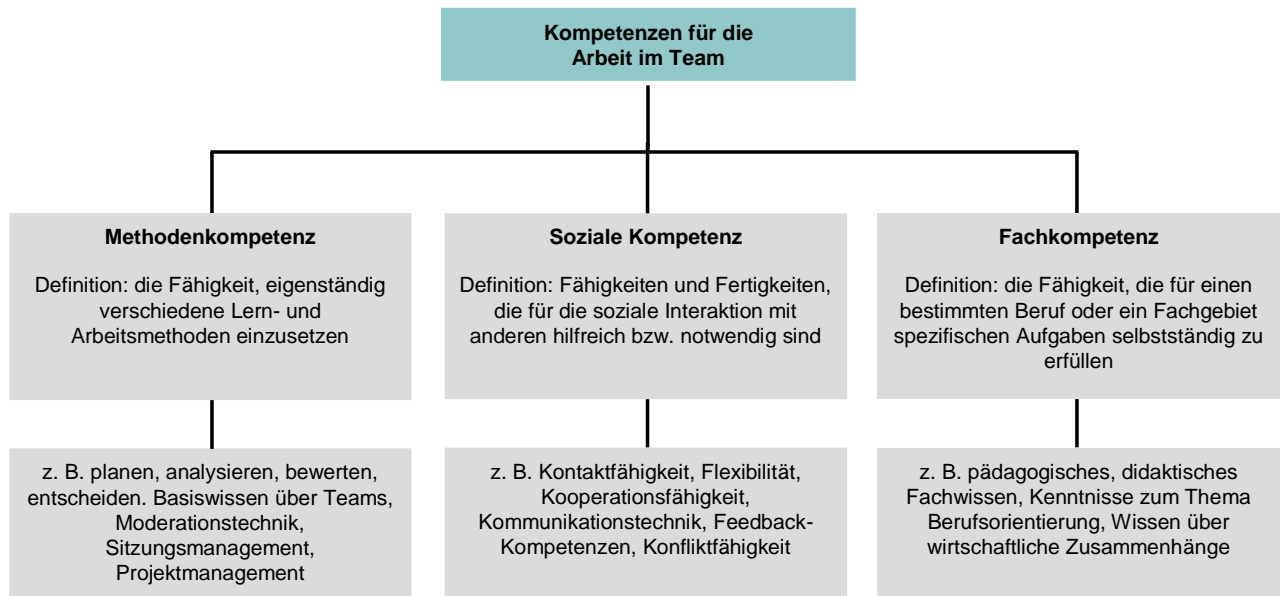 Kompetenzen für die
Arbeit im Team
Methodenkompetenz
Definition: die Fähigkeit, eigenständig
verschiedene Lern- und
Arbeitsmethoden einzusetzen
Soziale Kompetenz
Definition: Fähigkeiten und Fertigkeiten,
die für die soziale Interaktion mit
anderen hilfreich bzw. notwendig sind
Fachkompetenz
Definition: die Fähigkeit, die für einen
bestimmten Beruf oder ein Fachgebiet
spezifischen Aufgaben selbstständig zu
erfüllen
z. B. planen, analysieren, bewerten,
entscheiden. Basiswissen über Teams,
Moderationstechnik,
Sitzungsmanagement,
Projektmanagement
z. B. Kontaktfähigkeit, Flexibilität,
Kooperationsfähigkeit,
Kommunikationstechnik, Feedback-
Kompetenzen, Konfliktfähigkeit
z. B. pädagogisches, didaktisches
Fachwissen, Kenntnisse zum Thema
Berufsorientierung, Wissen über
wirtschaftliche Zusammenhänge